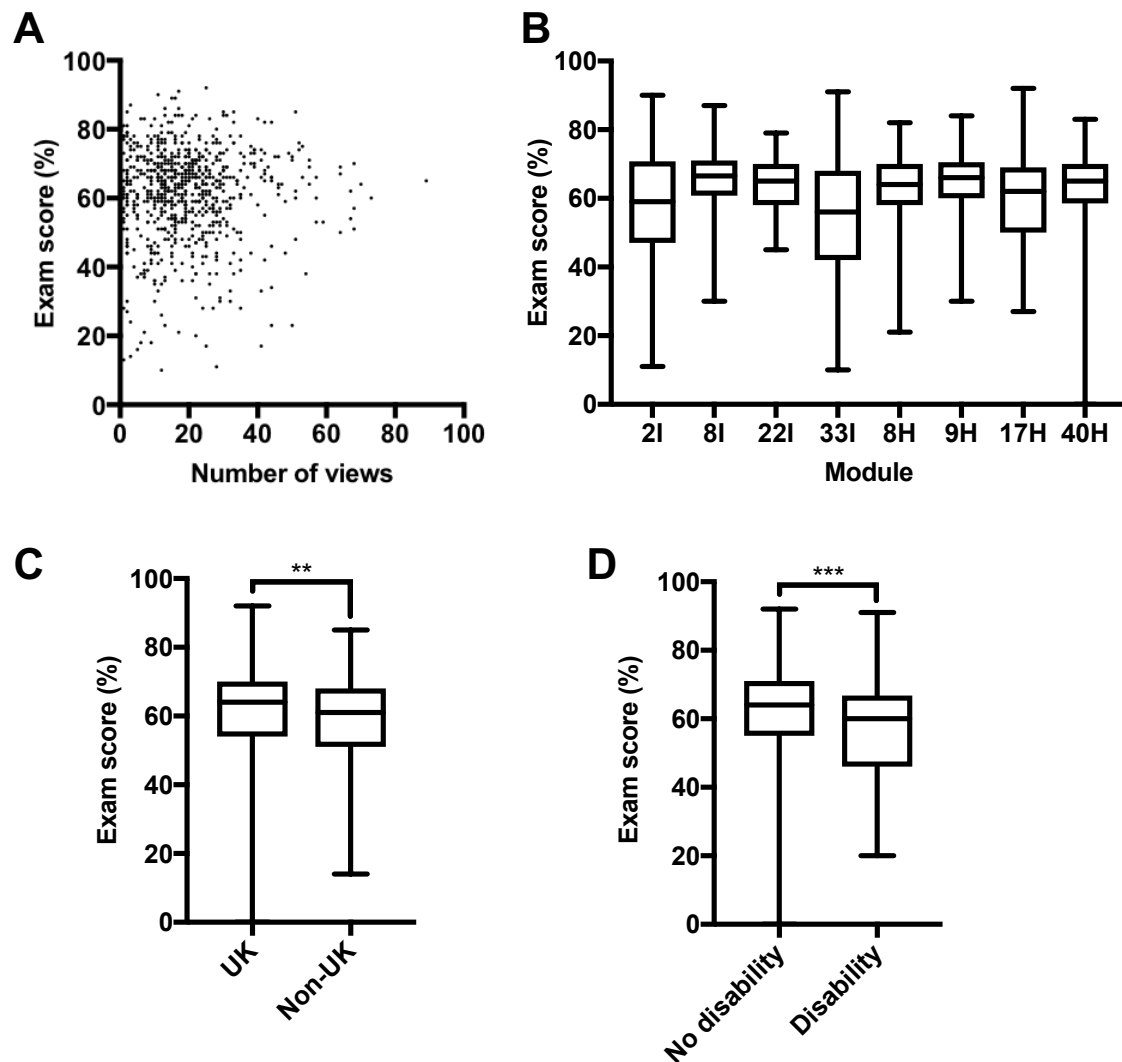 A
Exam score (%)
100
80
60
40
20
0
0 20 40 60 80 100
Number of views
B
Exam score (%)
100
80
60
40
20
0
2I 8I 22I 33I 8H 9H 17H 40H
Module
C
Exam score (%)
100
80
60
40
20
0
**
UK
Non-UK
D
Exam score (%)
100
80
60
40
20
0
***
No disability
Disability